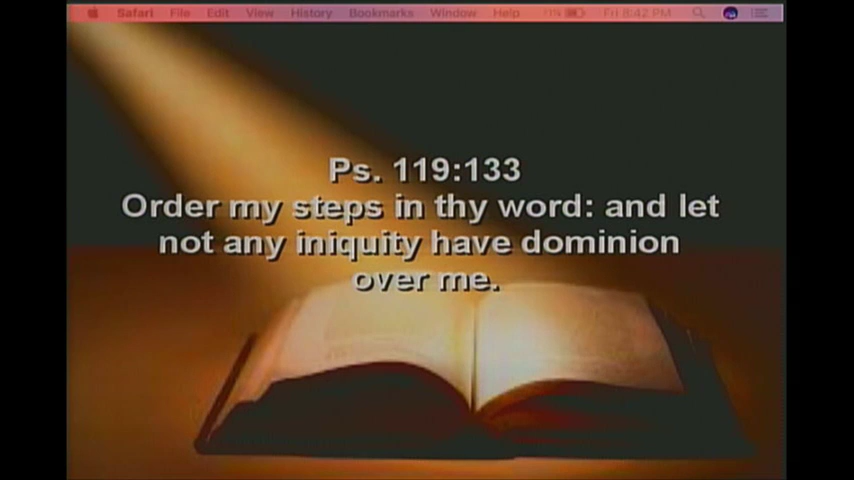 Safari File Edit View History Bookmarks Window Help 71% Fri 8:42 PM
Ps. 119:133
Order my steps in thy word: and let
not any iniquity have dominion
over me.